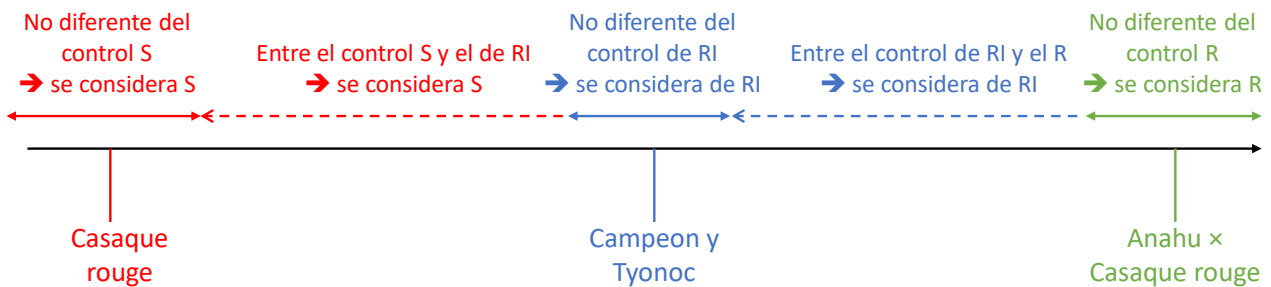 No diferente del
control S
➔ se considera S
Entre el control S y el de RI
➔ se considera S
No diferente del
control de RI
➔ se considera de RI
Entre el control de RI y el R
➔ se considera de RI
No diferente del
control R
➔ se considera R
Casaque
rouge
Campeon y
Tyonoc
Anahu ×
Casaque rouge